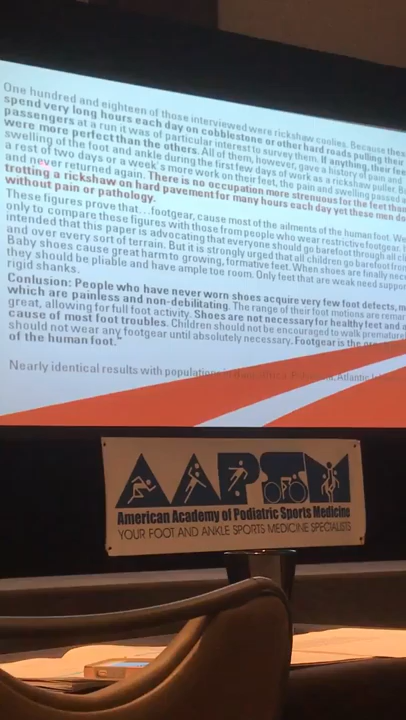 One hundred and eighteen of those interviewed were rickshaw coolies. Because these
spend very long hours each day on cobblestone or other hard roads pulling their
passengers at a run it was of particular interest to survey them. If anything, their fee
were more perfect than the others. All of them, however, gave a history of pain and
swelling of the foot and ankle during the first few days of work as a rickshaw puller. B
a rest of two days or a week's more work on their feet, the pain and swelling passed a
and never returned again. There is no occupation more strenuous for the feet than
trotting a rickshaw on hard pavement for many hours each day yet these men do
without pain or pathology.
These figures prove that...footgear, cause most of the ailments of the human foot. We
only to compare these figures with those from people who wear restrictive footgear.
intended that this paper is advocating that everyone should go barefoot through all cl
and over every sort of terrain. But it is strongly urged that all children go barefoot from
Baby shoes cause great harm to growing, formative feet. When shoes are finally nece
they should be pliable and have ample toe room. Only feet that are weak need suppor
rigid shanks.
Conclusion: People who have never worn shoes acquire very few foot defects, m
which are painless and non-debilitating. The range of their foot motions are remar
great, allowing for full foot activity. Shoes are not necessary for healthy feet and a
cause of most foot troubles. Children should not be encouraged to walk prematurel
should not wear any footgear until absolutely necessary. Footgear is the
of the human foot."
Nearly identical results with populations Atlantic
AAPSM
American Academy of Podiatric Sports Medicine
YOUR FOOT AND ANKLE SPORTS MEDICINE SPECIALISTS